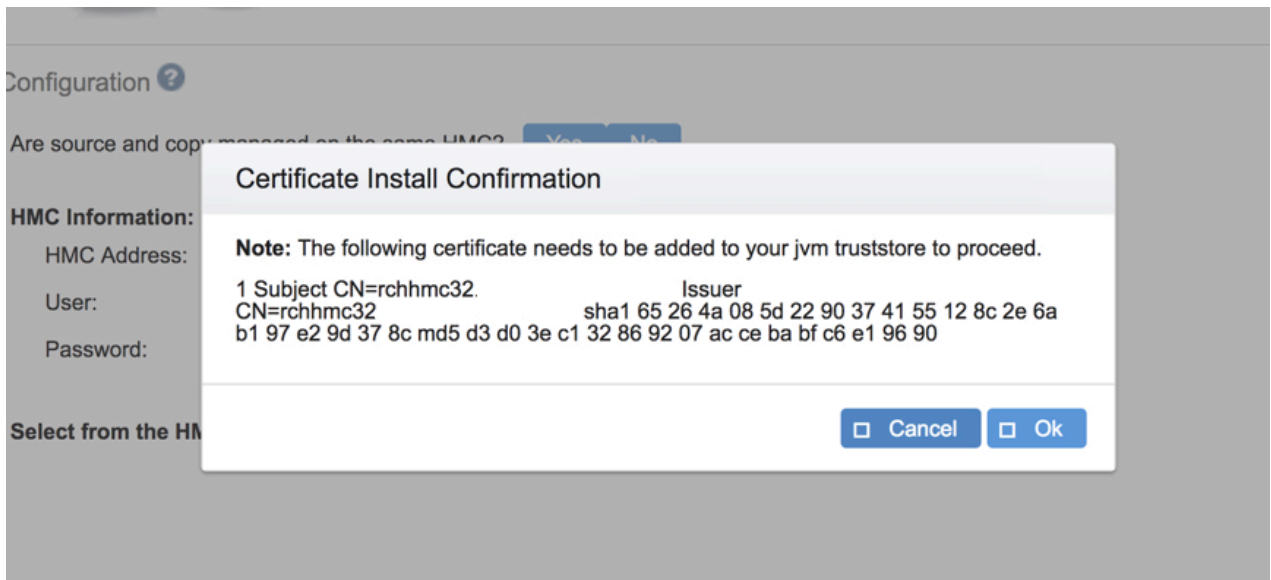 Configuration ?
Are source and copy managed on the same HMC? Yes No
Certificate Install Confirmation
HMC Information:
Note: The following certificate needs to be added to your jvm truststore to proceed.
HMC Address:
1 Subject CN=rchhmc32. Issuer
User:
CN=rchhmc32 sha1 65 26 4a 08 5d 22 90 37 41 55 12 8c 2e 6a
b1 97 e2 9d 37 8c md5 d3 d0 3e c1 32 86 92 07 ac ce ba bf c6 e1 96 90
Password:
Select from the
Cancel Ok